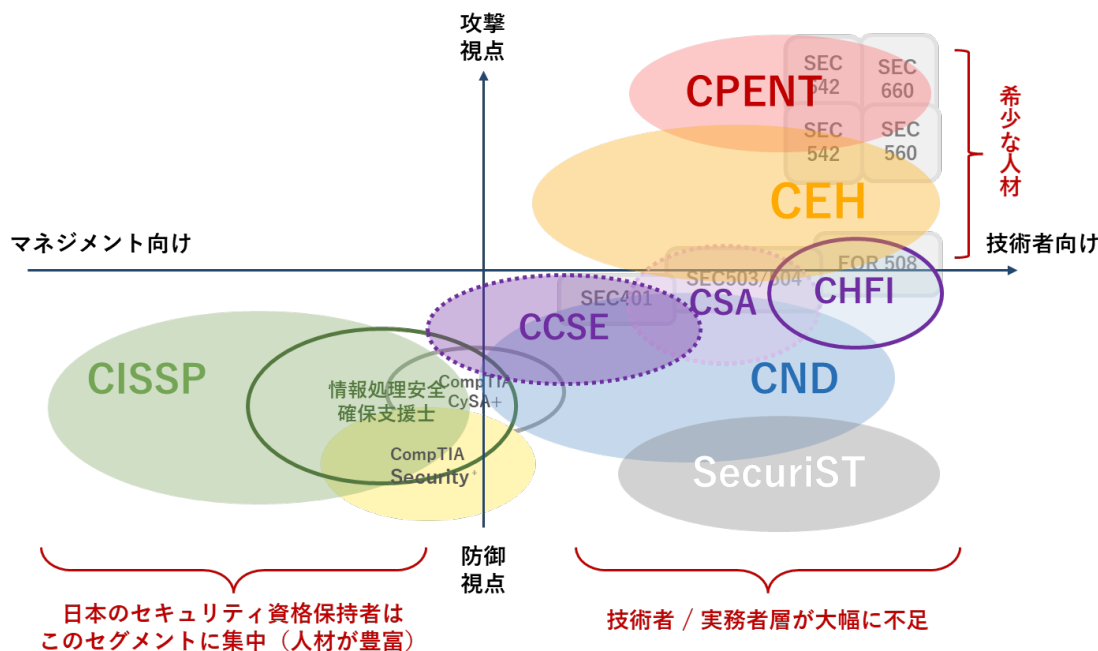 攻撃
視点
CPENT
SEC
542
SEC
660
SEC
542
SEC
560
希少な人材
CEH
マネジメント向け
技術者向け
FOR 508
SEC503/504
SEC401
CSA
CHFI
CCSE
CISSP
情報処理安全
確保支援士
CompTIA
CySA+
CND
CompTIA
Security+
SecuriST
防御
視点
日本のセキュリティ資格保持者は
このセグメントに集中（人材が豊富）
技術者 / 実務者層が大幅に不足